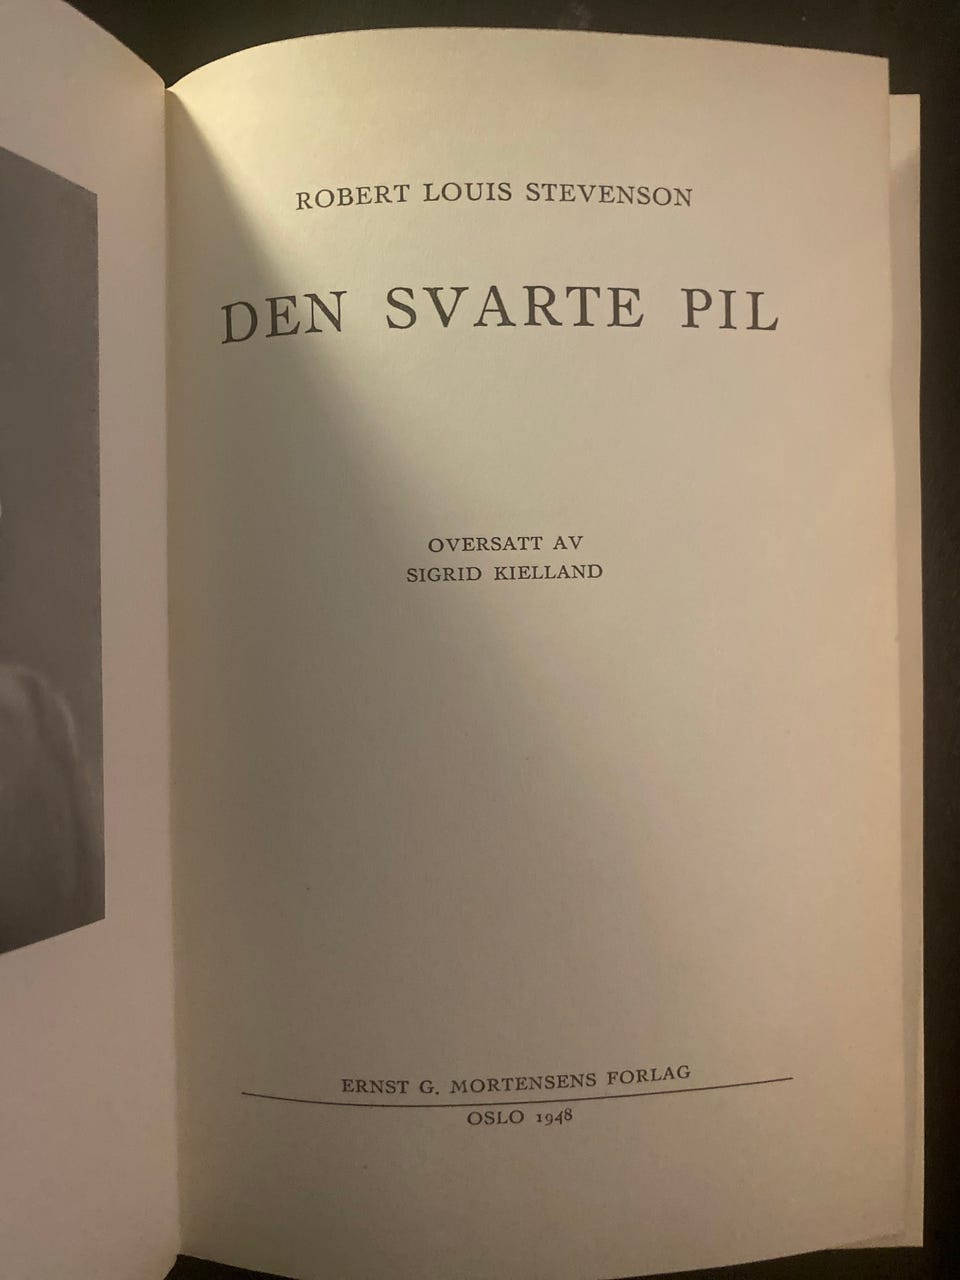 ROBERT LOUIS STEVENSON
DEN SVARTE PIL
OVERSATT AV
SIGRID KIELLAND
ERNST G. MORTENSENS FORLAG
OSLO 1948